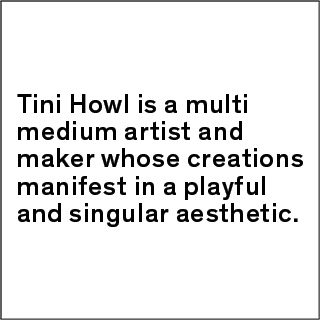 Tini Howl is a multi
medium artist and
maker whose creations
manifest in a playful
and singular aesthetic.